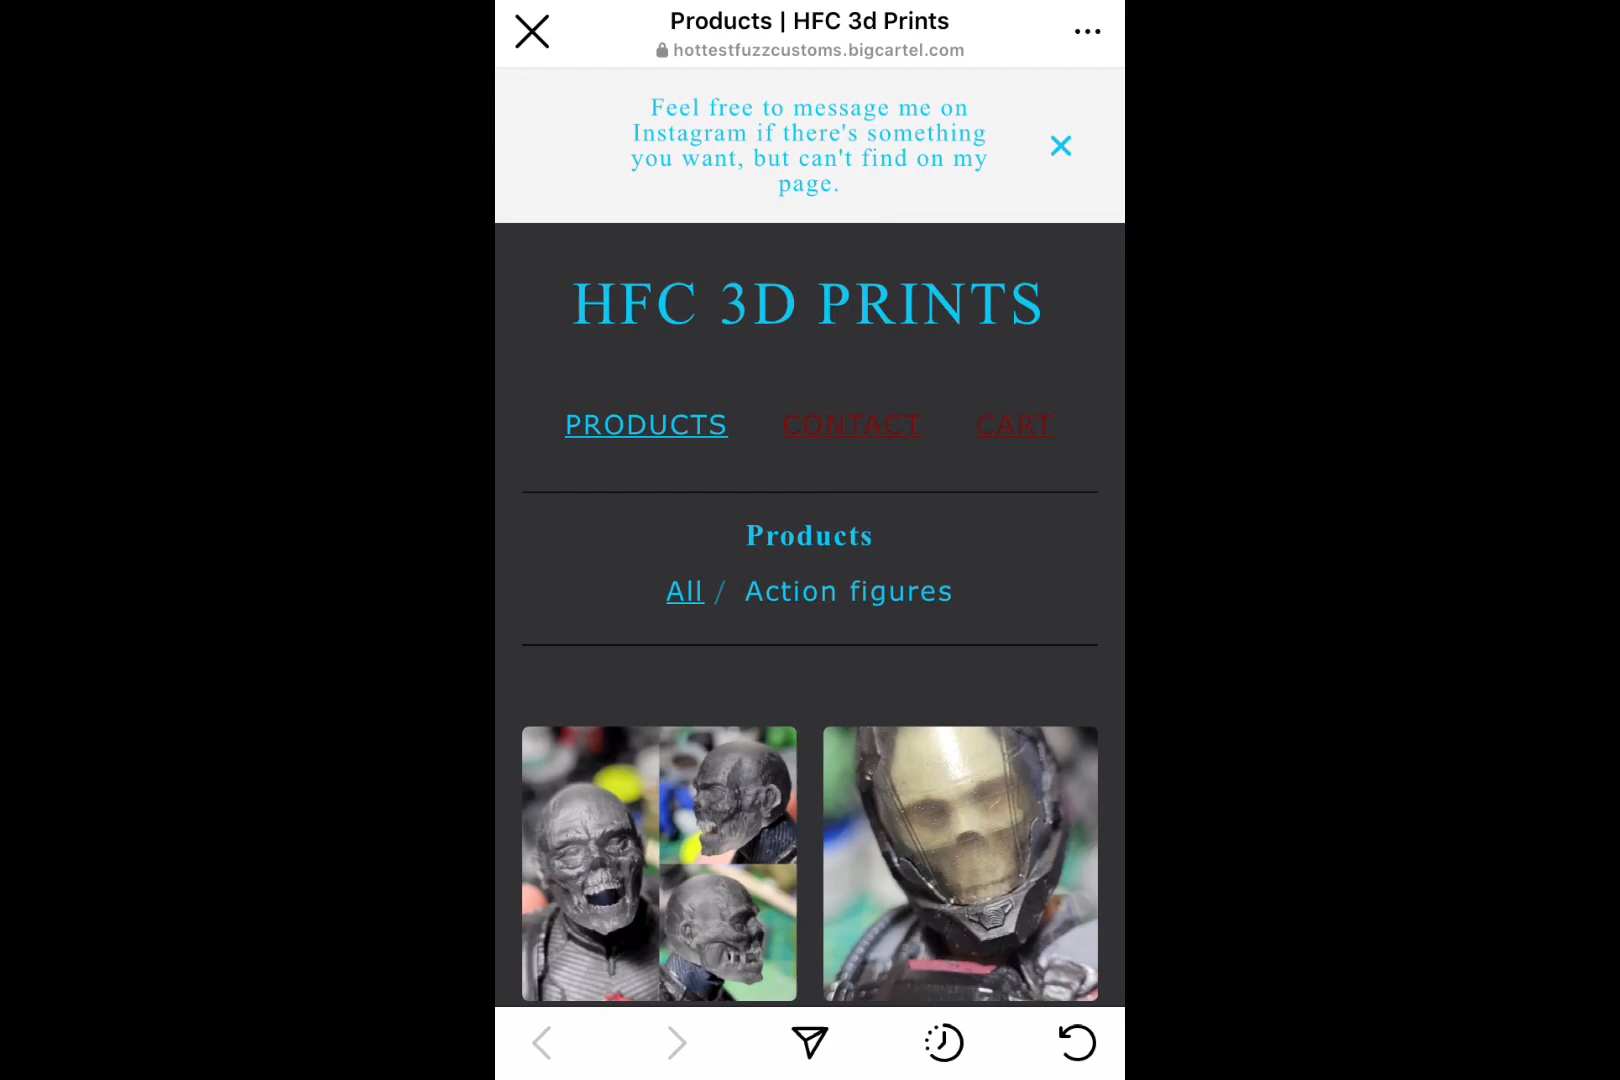 Products | HFC 3d Prints
hottestfuzzcustoms.bigcartel.com
Feel free to message me on
Instagram if there's something
you want, but can't find on my
page.
HFC 3D PRINTS
PRODUCTS CONTACT CART
Products
All / Action figures